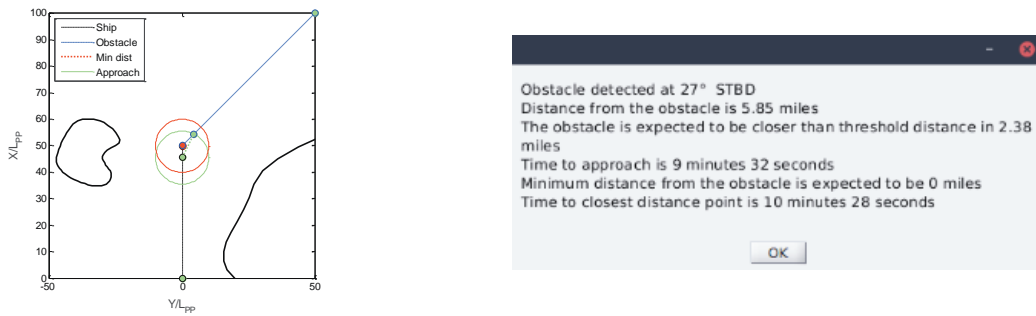 100
90
80
70
60
50
40
30
20
10
0
-50
0
50
X/LPP
Y/LPP
Ship
Obstacle
Min dist
Approach
Obstacle detected at 27° STBD
Distance from the obstacle is 5.85 miles
The obstacle is expected to be closer than threshold distance in 2.38
miles
Time to approach is 9 minutes 32 seconds
Minimum distance from the obstacle is expected to be 0 miles
Time to closest distance point is 10 minutes 28 seconds
OK